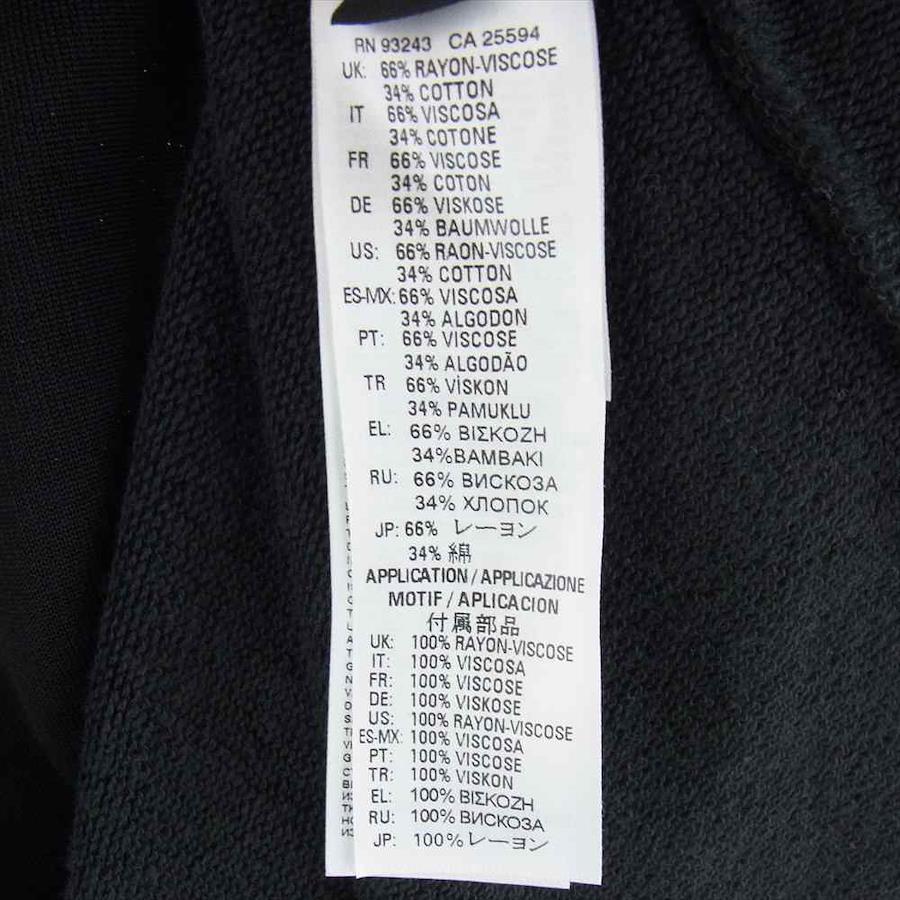 RN 93243 CA 25594
UK: 66% RAYON-VISCOSE
34% COTTON
IT 66% VISCOSA
34% COTONE
FR 66% VISCOSE
34% COTON
DE 66% VISKOSE
34% BAUMWOLLE
US: 66% RAON-VISCOSE
34% COTTON
ES-MX: 66% VISCOSA
34% ALGODON
PT: 66% VISCOSE
34% ALGODÃO
TR 66% VİSKON
34% PAMUKLU
EL: 66% ΒΙΣΚΟΖΗ
34%ΒΑΜΒΑΚΙ
RU: 66% ВИСКОЗА
34% ХЛОПОК
JP: 66% レーヨン
34% 綿
APPLICATION / APPLICAZIONE
MOTIF / APLICACION
付属部品
UK: 100% RAYON-VISCOSE
IT: 100% VISCOSA
FR: 100% VISCOSE
DE: 100% VISKOSE
US: 100% RAYON-VISCOSE
ES-MX: 100% VISCOSA
PT: 100% VISCOSE
TR: 100% VISKON
EL: 100% ΒΙΣΚΟΖΗ
RU: 100% ВИСКОЗА
JP: 100% レーヨン